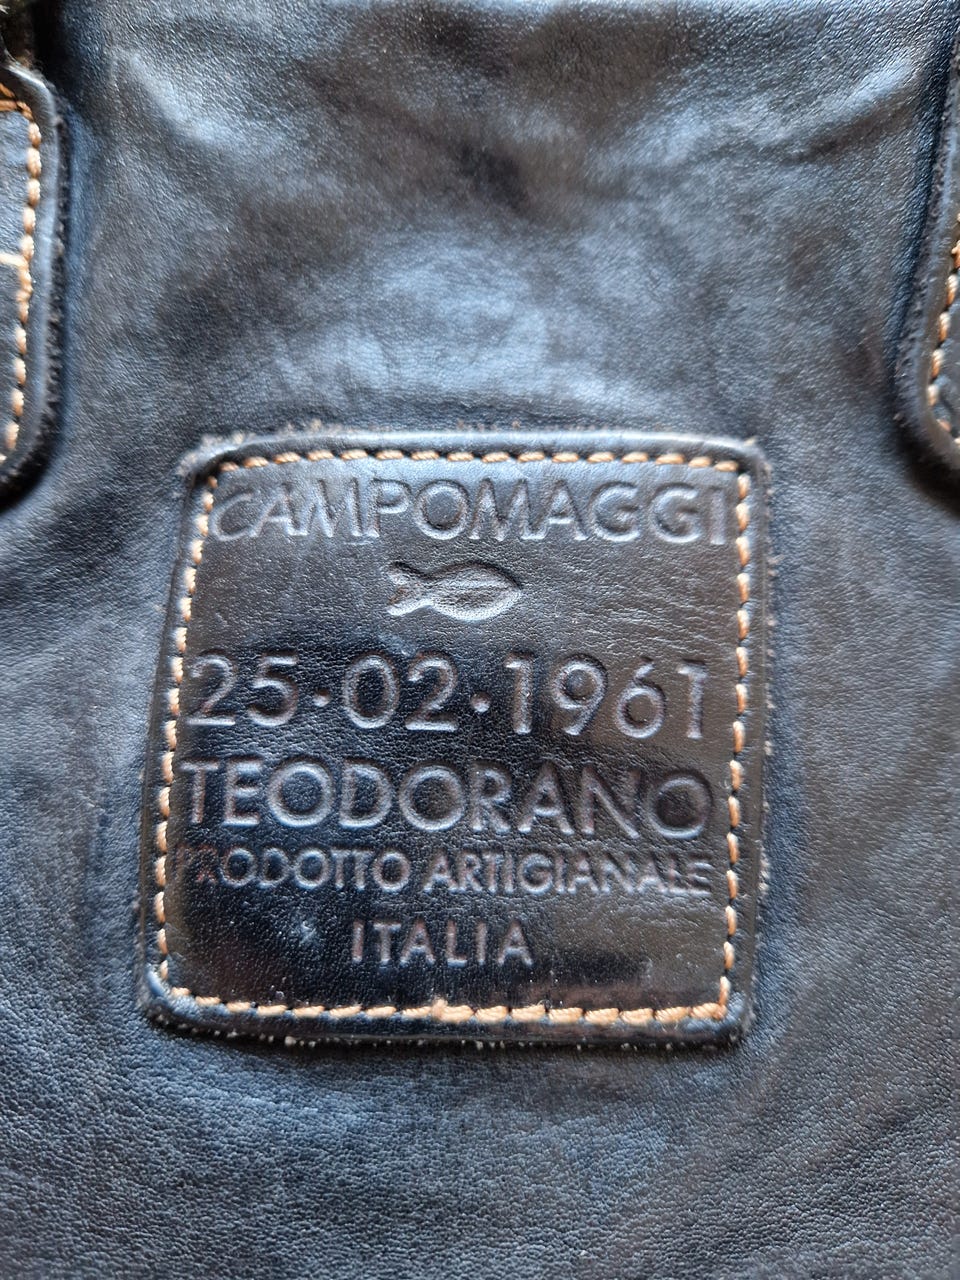 CAMPOMAGGI
25·02·1961
TEODORANO
PRODOTTO ARTIGIANALE
ITALIA